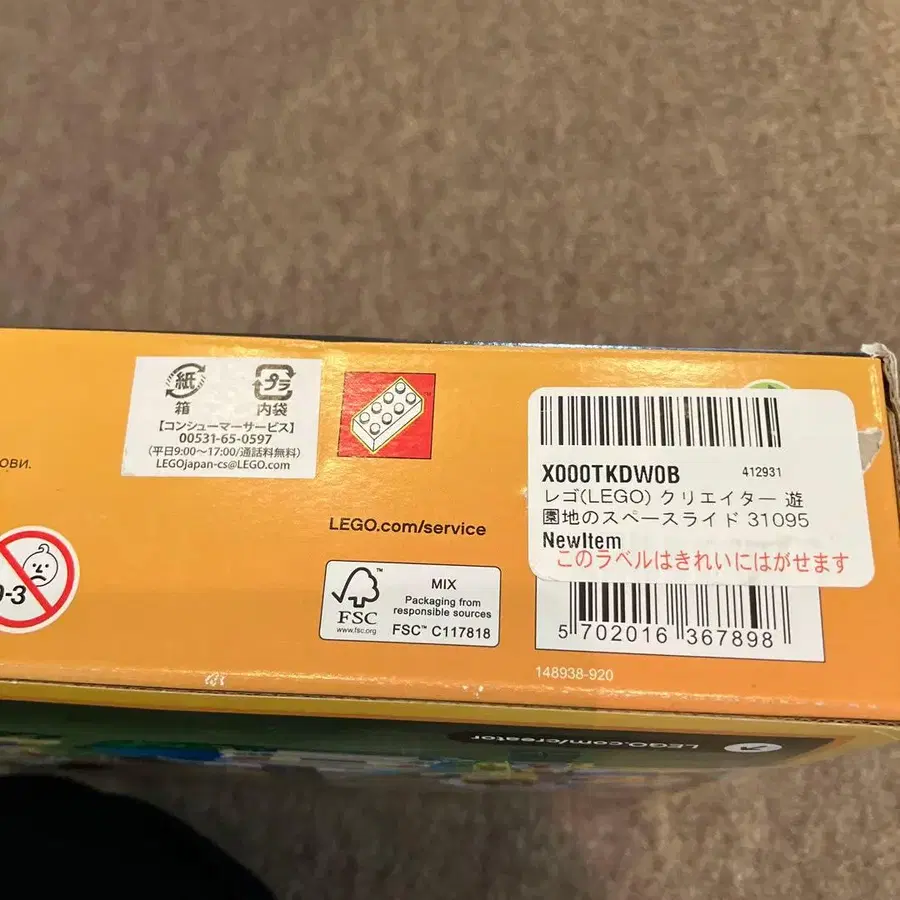 紙
箱
プラ
内袋
【コンシューマーサービス】
00531-65-0597
(平日9:00~17:00/通話料無料)
LEGOjapan-cs@LEGO.com
ОВИ.
0-3
LEGO.com/service
FSC™
www.fsc.org
MIX
Packaging from
responsible sources
FSC™ C117818
X000TKDW0B
412931
レゴ(LEGO) クリエイター 遊
園地のスペースライド 31095
NewItem
このラベルはきれいにはがせます
5 702016 367898
148938-920
LEGO.com/creator